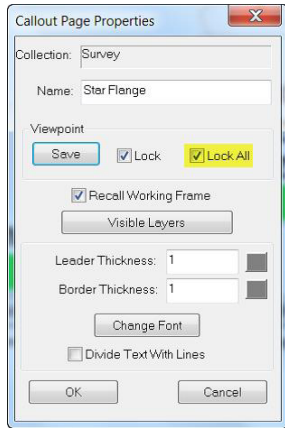 Callout Page Properties
Collection: Survey
Name: Star Flange
Viewpoint
Save Lock Lock All
Recall Working Frame
Visible Layers
Leader Thickness: 1
Border Thickness: 1
Change Font
Divide Text With Lines
OK Cancel